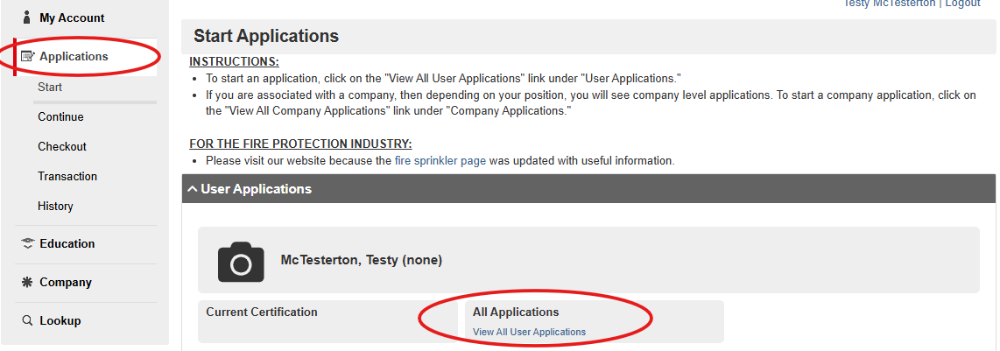 Testy McTesterton | Logout
My Account
Applications
Start
Continue
Checkout
Transaction
History
Education
Company
Lookup
Start Applications
INSTRUCTIONS:
• To start an application, click on the "View All User Applications" link under "User Applications."
• If you are associated with a company, then depending on your position, you will see company level applications. To start a company application, click on
the "View All Company Applications" link under "Company Applications."
FOR THE FIRE PROTECTION INDUSTRY:
• Please visit our website because the fire sprinkler page was updated with useful information.
User Applications
McTesterton, Testy (none)
Current Certification
All Applications
View All User Applications